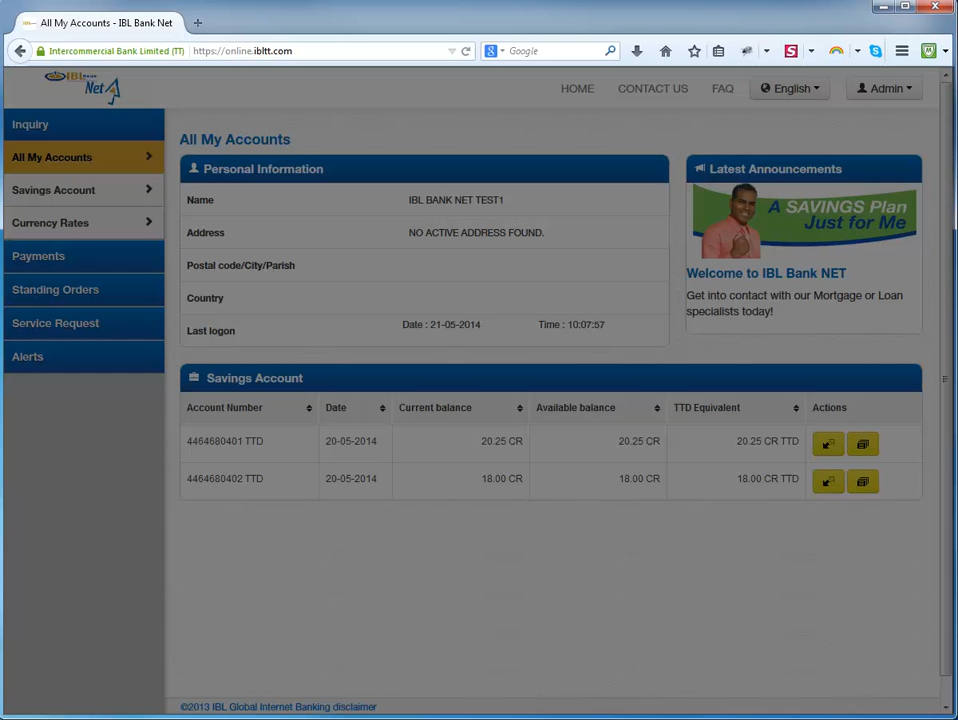 All My Accounts - IBL Bank Net
Intercommercial Bank Limited (TT) https://online.ibltt.com Google
IBL Bank Net
HOME CONTACT US FAQ English Admin
Inquiry
All My Accounts
Savings Account
Currency Rates
Payments
Standing Orders
Service Request
Alerts
All My Accounts
Personal Information
Name IBL BANK NET TEST1
Address NO ACTIVE ADDRESS FOUND.
Postal code/City/Parish
Country
Last logon Date : 21-05-2014 Time : 10:07:57
Latest Announcements
A SAVINGS Plan
Just for Me
Welcome to IBL Bank NET
Get into contact with our Mortgage or Loan
specialists today!
Savings Account
Account Number Date Current balance Available balance TTD Equivalent Actions
4464680401 TTD 20-05-2014 20.25 CR 20.25 CR 20.25 CR TTD
4464680402 TTD 20-05-2014 18.00 CR 18.00 CR 18.00 CR TTD
©2013 IBL Global Internet Banking disclaimer